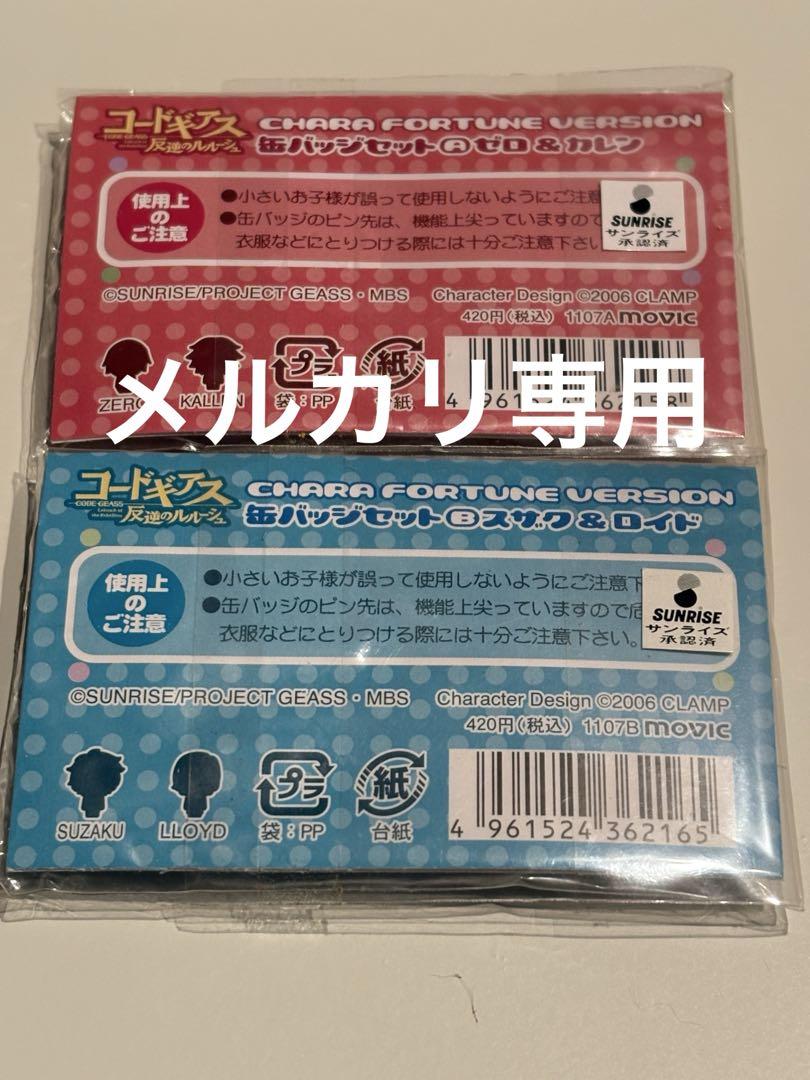 コードギアス
CODE GEASS
反逆のルルーシュ
CHARA FORTUNE VERSION
缶バッジセットⒶゼロ&カレン
使用上
の
ご注意
●小さいお子様が誤って使用しないようにご注意
●缶バッジのピン先は、機能上尖っていますので
衣服などにとりつける際には十分ご注意下さい
SUNRISE
サンライズ
承認済
©SUNRISE/PROJECT GEASS・MBS Character Design ©2006 CLAMP
420円(税込) 1107A movic
ZERO KALLEN プラ 袋:PP 紙 台紙
メルカリ専用
コードギアス
CODE GEASS
Lelouch of the Rebellion
反逆のルルーシュ
CHARA FORTUNE VERSION
缶バッジセットⒷスザク&ロイド
使用上
の
ご注意
●小さいお子様が誤って使用しないようにご注意下
●缶バッジのピン先は、機能上尖っていますので危
衣服などにとりつける際には十分ご注意下さい。
SUNRISE
サンライズ
承認済
©SUNRISE/PROJECT GEASS・MBS Character Design ©2006 CLAMP
420円(税込) 1107B movic
プラ 紙
SUZAKU LLOYD 袋:PP 台紙 4 961524 362165